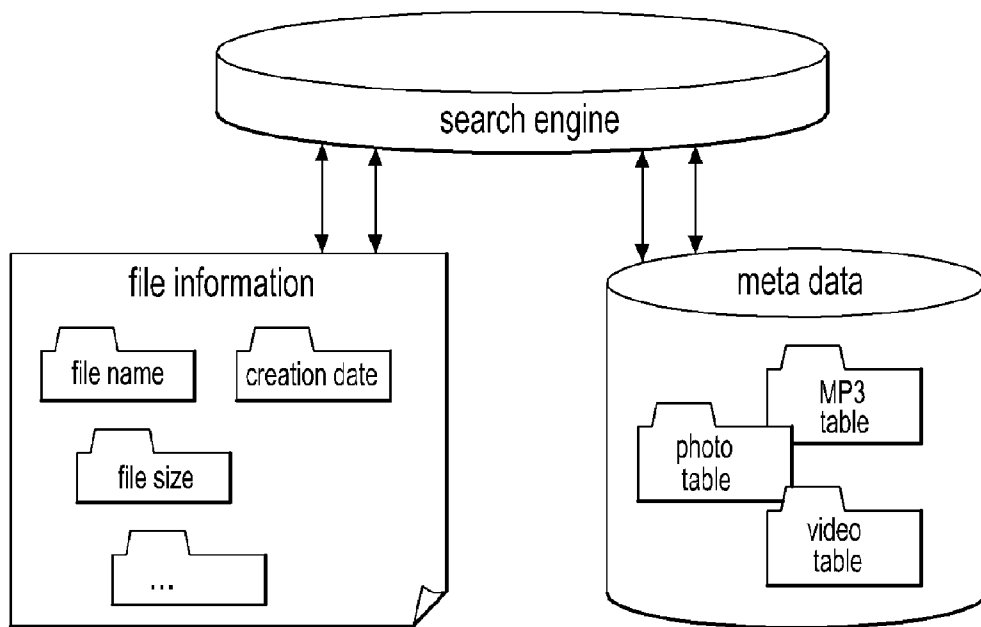 search engine
file information
file name
creation date
file size
...
meta data
MP3
table
photo
table
video
table